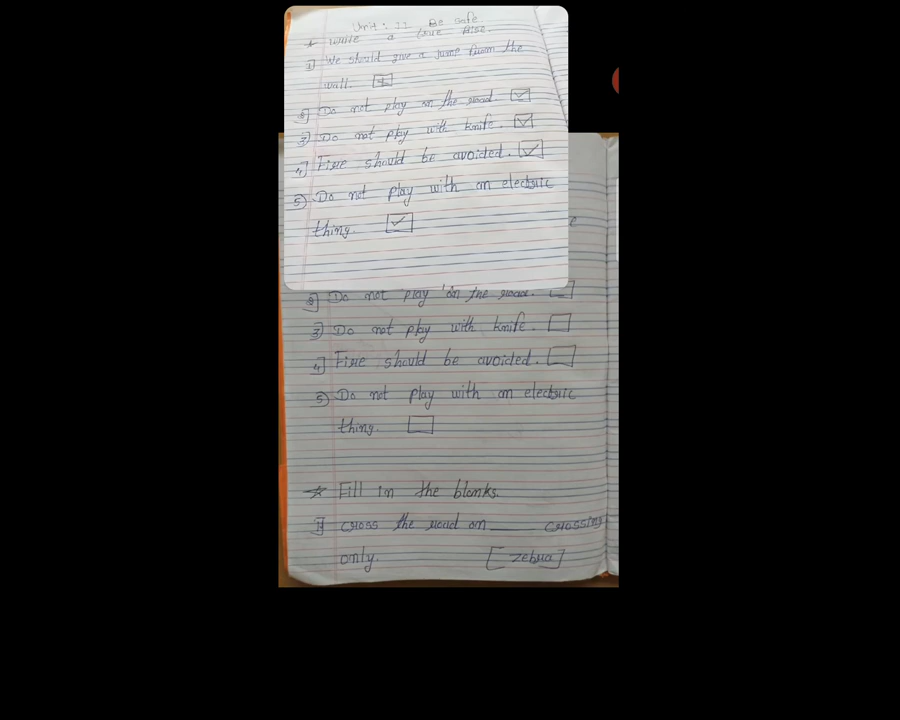 Unit : 11 Be safe.
* write a true false.
1] We should give a jump from the
wall.
2] Do not play on the road.
3] Do not play with knife.
4] Fire should be avoided.
5) Do not play with an electric
thing.
2] Do not play on the road.
3] Do not play with knife.
4] Fire should be avoided.
5) Do not play with an electric
thing.
* Fill in the blanks.
1] cross the road on ____ crossing
only. [zebra]